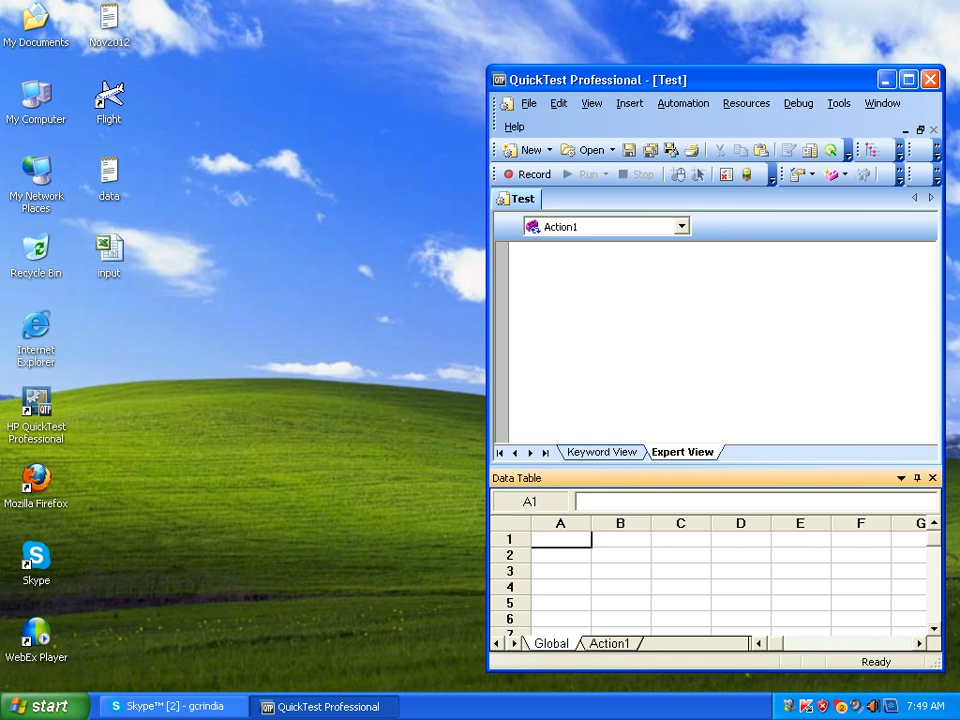 My Documents
Nov2012
My Computer
Flight
My Network
Places
data
Recycle Bin
input
Internet
Explorer
HP QuickTest
Professional
Mozilla Firefox
Skype
WebEx Player
QTP QuickTest Professional - [Test]
File Edit View Insert Automation Resources Debug Tools Window
Help
New Open
Record Run Stop
Test
Action1
Keyword View Expert View
Data Table
A1
A B C D E F G
1
2
3
4
5
6
7
Global Action1
Ready
start Skype™ [2] - gcrindia QTP QuickTest Professional 7:49 AM